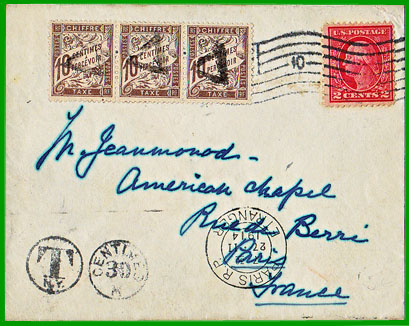 CHIFFRE CHIFFRE CHIFFRE
10 CENTIMES À PERCEVOIR 10 CENTIMES À PERCEVOIR 10 CENTIMES À PERCEVOIR
TAXE TAXE TAXE
T
10
U.S. POSTAGE
2 CENTS 2
M. Jeanmonod -
American Chapel
Rue de Berri
Paris
France
PARIS R.P.
ETRANGER
1914
T
N.Y.
CENTIMES
30